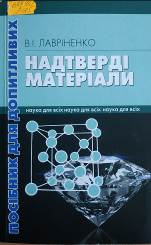 В.І. ЛАВРІНЕНКО
НАДТВЕРДІ
МАТЕРІАЛИ
наука для всіх наука для всіх наука для всіх
ПОСІБНИК ДЛЯ ДОПИТЛИВИХ